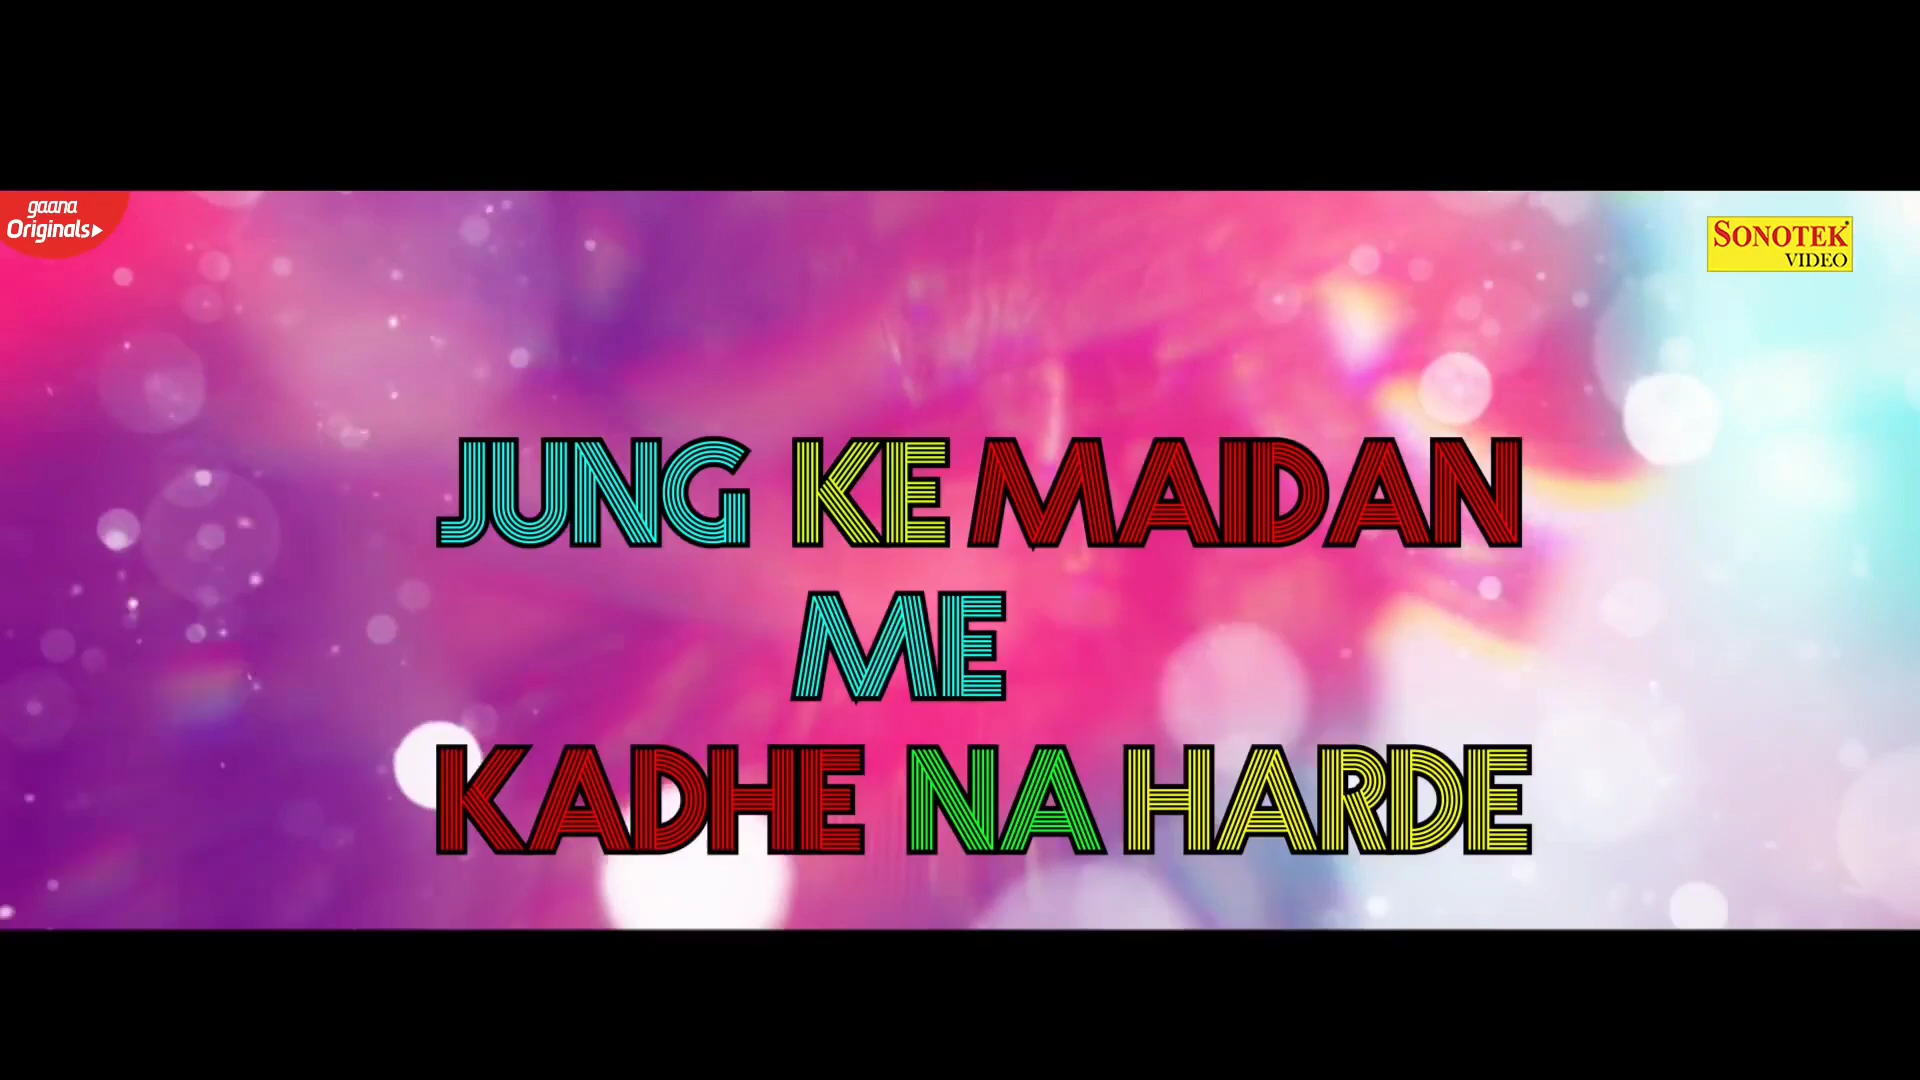 gaana
Originals
SONOTEK
VIDEO
JUNG KE MAIDAN
ME
KADHE NA HARDE